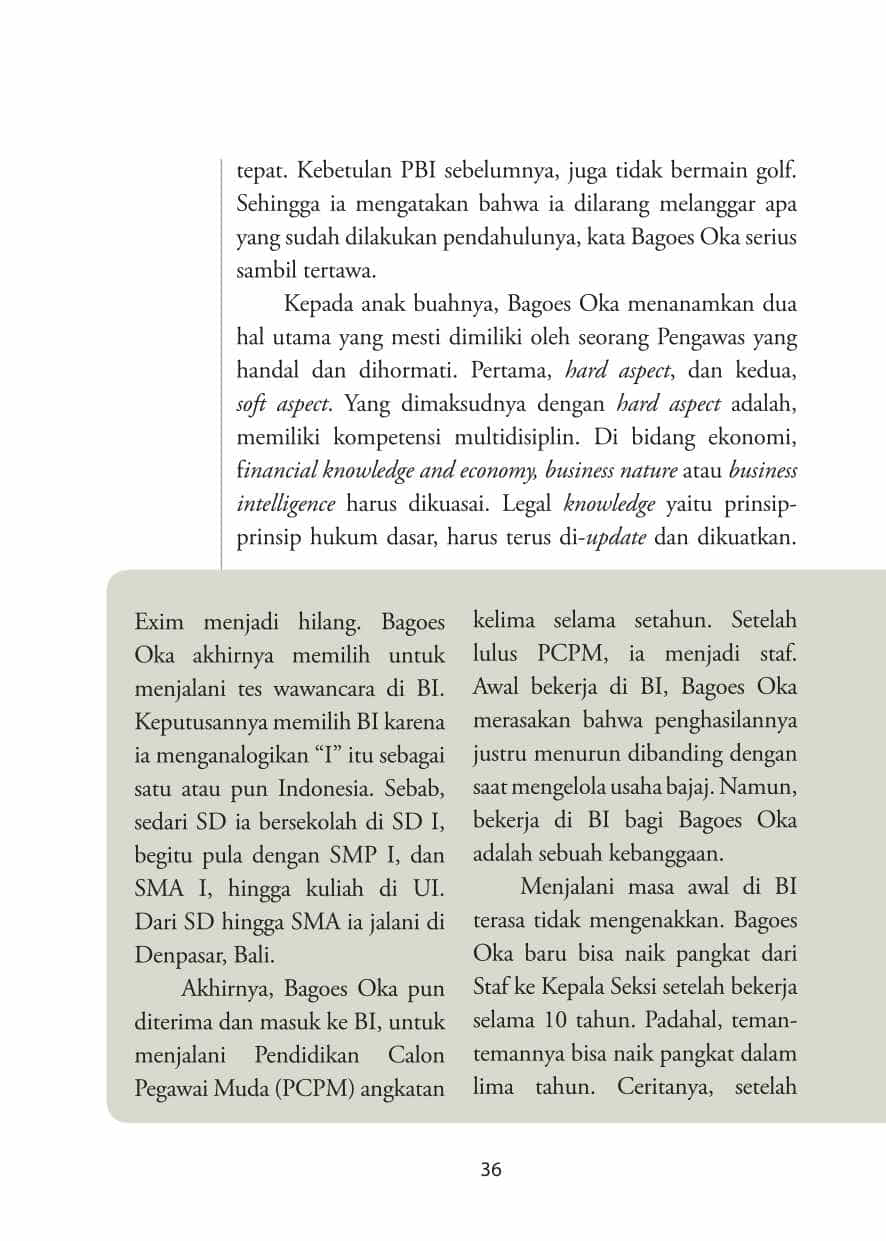 tepat. Kebetulan PBI sebelumnya, juga tidak bermain golf.
Sehingga ia mengatakan bahwa ia dilarang melanggar apa
yang sudah dilakukan pendahulunya, kata Bagoes Oka serius
sambil tertawa.
Kepada anak buahnya, Bagoes Oka menanamkan dua
hal utama yang mesti dimiliki oleh seorang Pengawas yang
handal dan dihormati. Pertama, hard aspect, dan kedua,
soft aspect. Yang dimaksudnya dengan hard aspect adalah,
memiliki kompetensi multidisiplin. Di bidang ekonomi,
financial knowledge and economy, business nature atau business
intelligence harus dikuasai. Legal knowledge yaitu prinsip-
prinsip hukum dasar, harus terus di-update dan dikuatkan.
Exim menjadi hilang. Bagoes
Oka akhirnya memilih untuk
menjalani tes wawancara di BI.
Keputusannya memilih BI karena
ia menganalogikan “I” itu sebagai
satu atau pun Indonesia. Sebab,
sedari SD ia bersekolah di SD I,
begitu pula dengan SMP I, dan
SMA I, hingga kuliah di UI.
Dari SD hingga SMA ia jalani di
Denpasar, Bali.
Akhirnya, Bagoes Oka pun
diterima dan masuk ke BI, untuk
menjalani Pendidikan Calon
Pegawai Muda (PCPM) angkatan
kelima selama setahun. Setelah
lulus PCPM, ia menjadi staf.
Awal bekerja di BI, Bagoes Oka
merasakan bahwa penghasilannya
justru menurun dibanding dengan
saat mengelola usaha bajaj. Namun,
bekerja di BI bagi Bagoes Oka
adalah sebuah kebanggaan.
Menjalani masa awal di BI
terasa tidak mengenakkan. Bagoes
Oka baru bisa naik pangkat dari
Staf ke Kepala Seksi setelah bekerja
selama 10 tahun. Padahal, teman-
temannya bisa naik pangkat dalam
lima tahun. Ceritanya, setelah
36